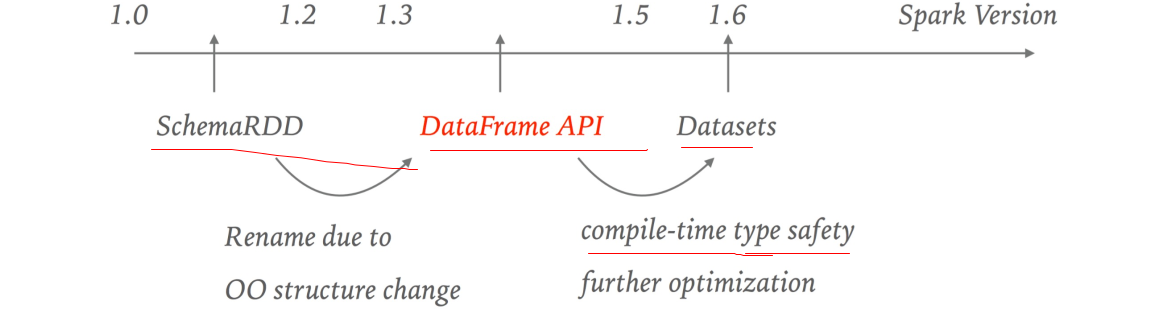 1.0 1.2 1.3 1.5 1.6 Spark Version
SchemaRDD DataFrame API Datasets
Rename due to
OO structure change
compile-time type safety
further optimization